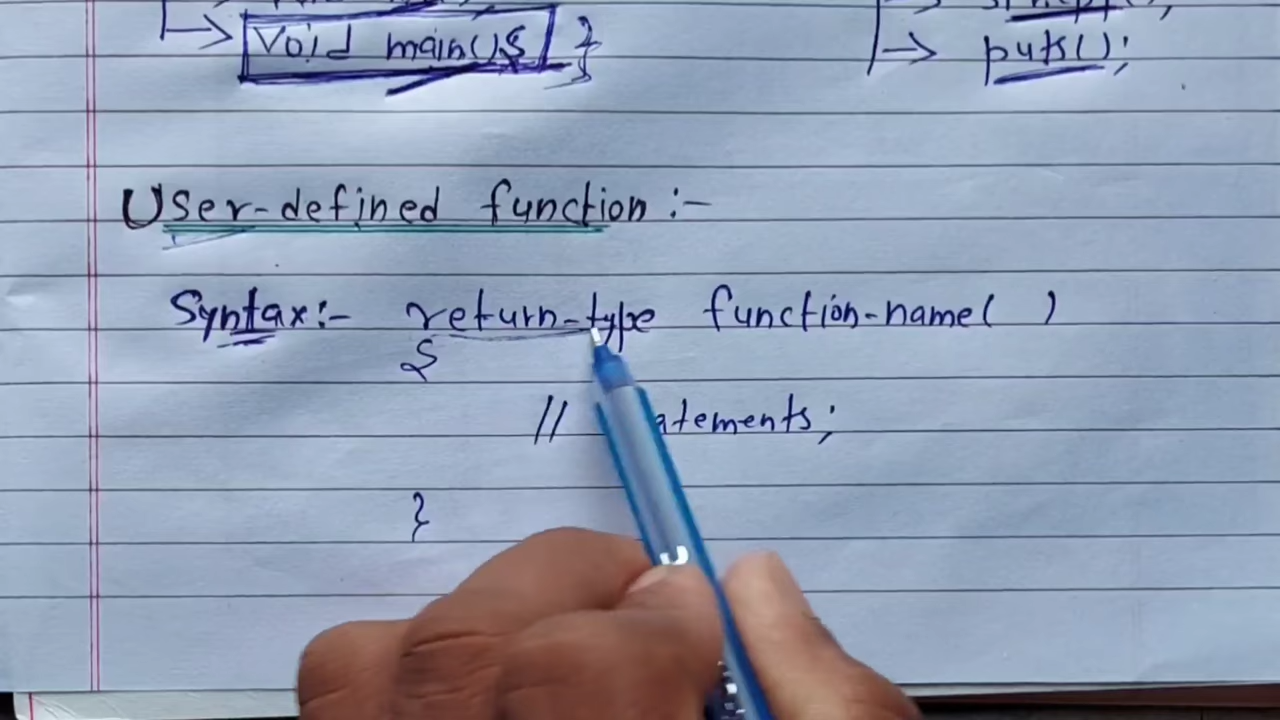 Void main(){ }
puts();
User-defined function :-
Syntax:- return-type function-name( )
{
// atements;
}